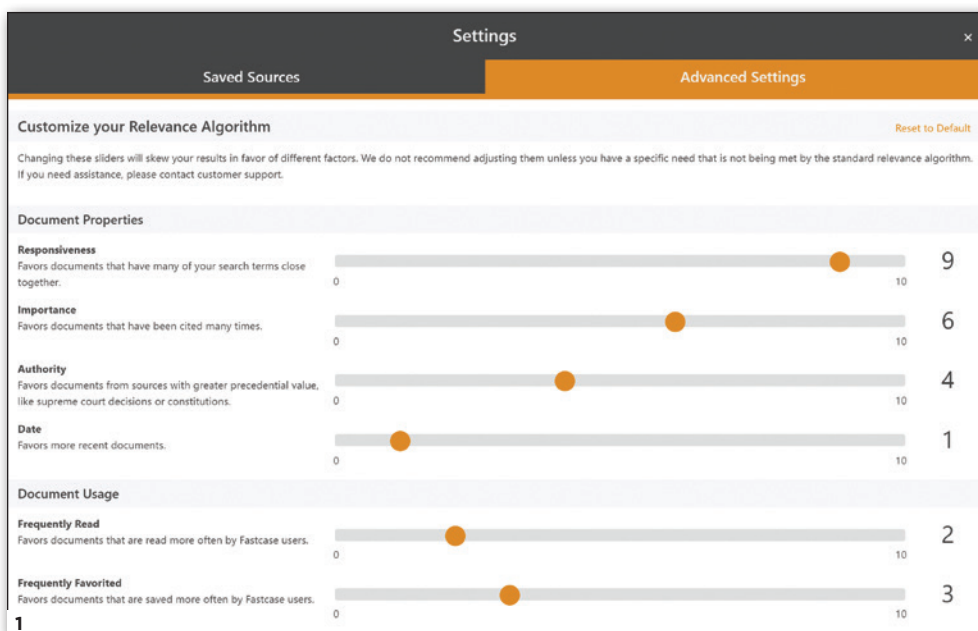 Settings ×
Saved Sources Advanced Settings
Customize your Relevance Algorithm Reset to Default
Changing these sliders will skew your results in favor of different factors. We do not recommend adjusting them unless you have a specific need that is not being met by the standard relevance algorithm.
If you need assistance, please contact customer support.
Document Properties
Responsiveness
Favors documents that have many of your search terms close
together.
0 10 9
Importance
Favors documents that have been cited many times.
0 10 6
Authority
Favors documents from sources with greater precedential value,
like supreme court decisions or constitutions.
0 10 4
Date
Favors more recent documents.
0 10 1
Document Usage
Frequently Read
Favors documents that are read more often by Fastcase users.
0 10 2
Frequently Favorited
Favors documents that are saved more often by Fastcase users.
0 10 3
1